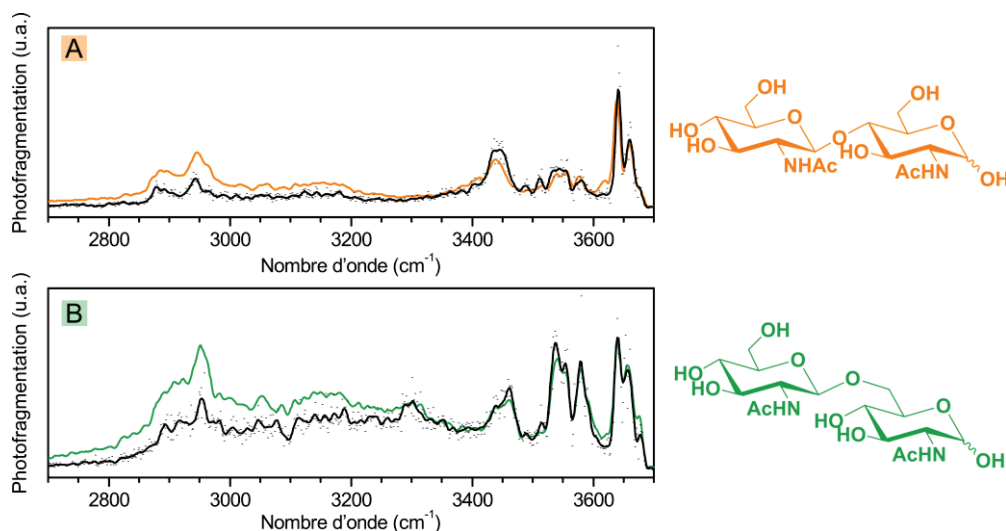 A
Photofragmentation (u.a.)
2800 3000 3200 3400 3600
Nombre d'onde (cm⁻¹)
OH
HO
HO
O
NHAc
O
OH
O
HO
AcHN
OH
B
Photofragmentation (u.a.)
2800 3000 3200 3400 3600
Nombre d'onde (cm⁻¹)
OH
HO
HO
O
AcHN
O
HO
HO
O
AcHN
OH